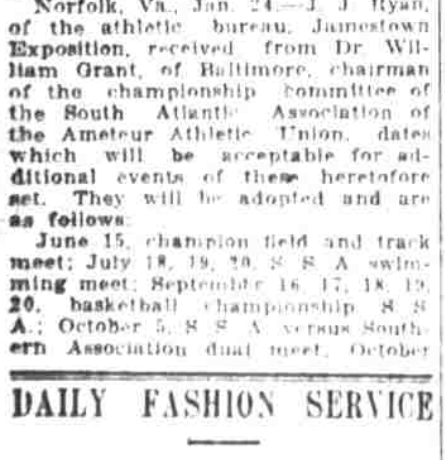 Norfolk, Va., Jan. 24.—J. J. Ryan,
of the athletic bureau, Jamestown
Exposition, received from Dr. Wil-
liam Grant, of Baltimore, chairman
of the championship committee of
the South Atlantic Association of
the Ameteur Athletic Union, dates
which will be acceptable for ad-
ditional events of these heretofore
set. They will be adopted and are
as follows:
June 15, champion field and track
meet; July 18, 19, 20, S S A swim-
ming meet; September 16, 17, 18, 19,
20, basketball championship S S
A.; October 5, S S A versus South-
ern Association dual meet, October
DAILY FASHION SERVICE